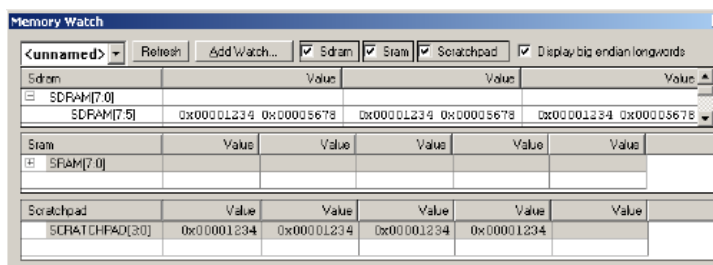 Memory Watch
<unnamed> Refresh Add Watch... Sdram Sram Scratchpad Display big endian longwords
Sdram Value Value Value
SDRAM[7:0]
SDRAM[7:5] 0x00001234 0x00005678 0x00001234 0x00005678 0x00001234 0x00005678
Sram Value Value Value Value Value
SRAM[7:0]
Scratchpad Value Value Value Value Value
SCRATCHPAD[3:0] 0x00001234 0x00001234 0x00001234 0x00001234